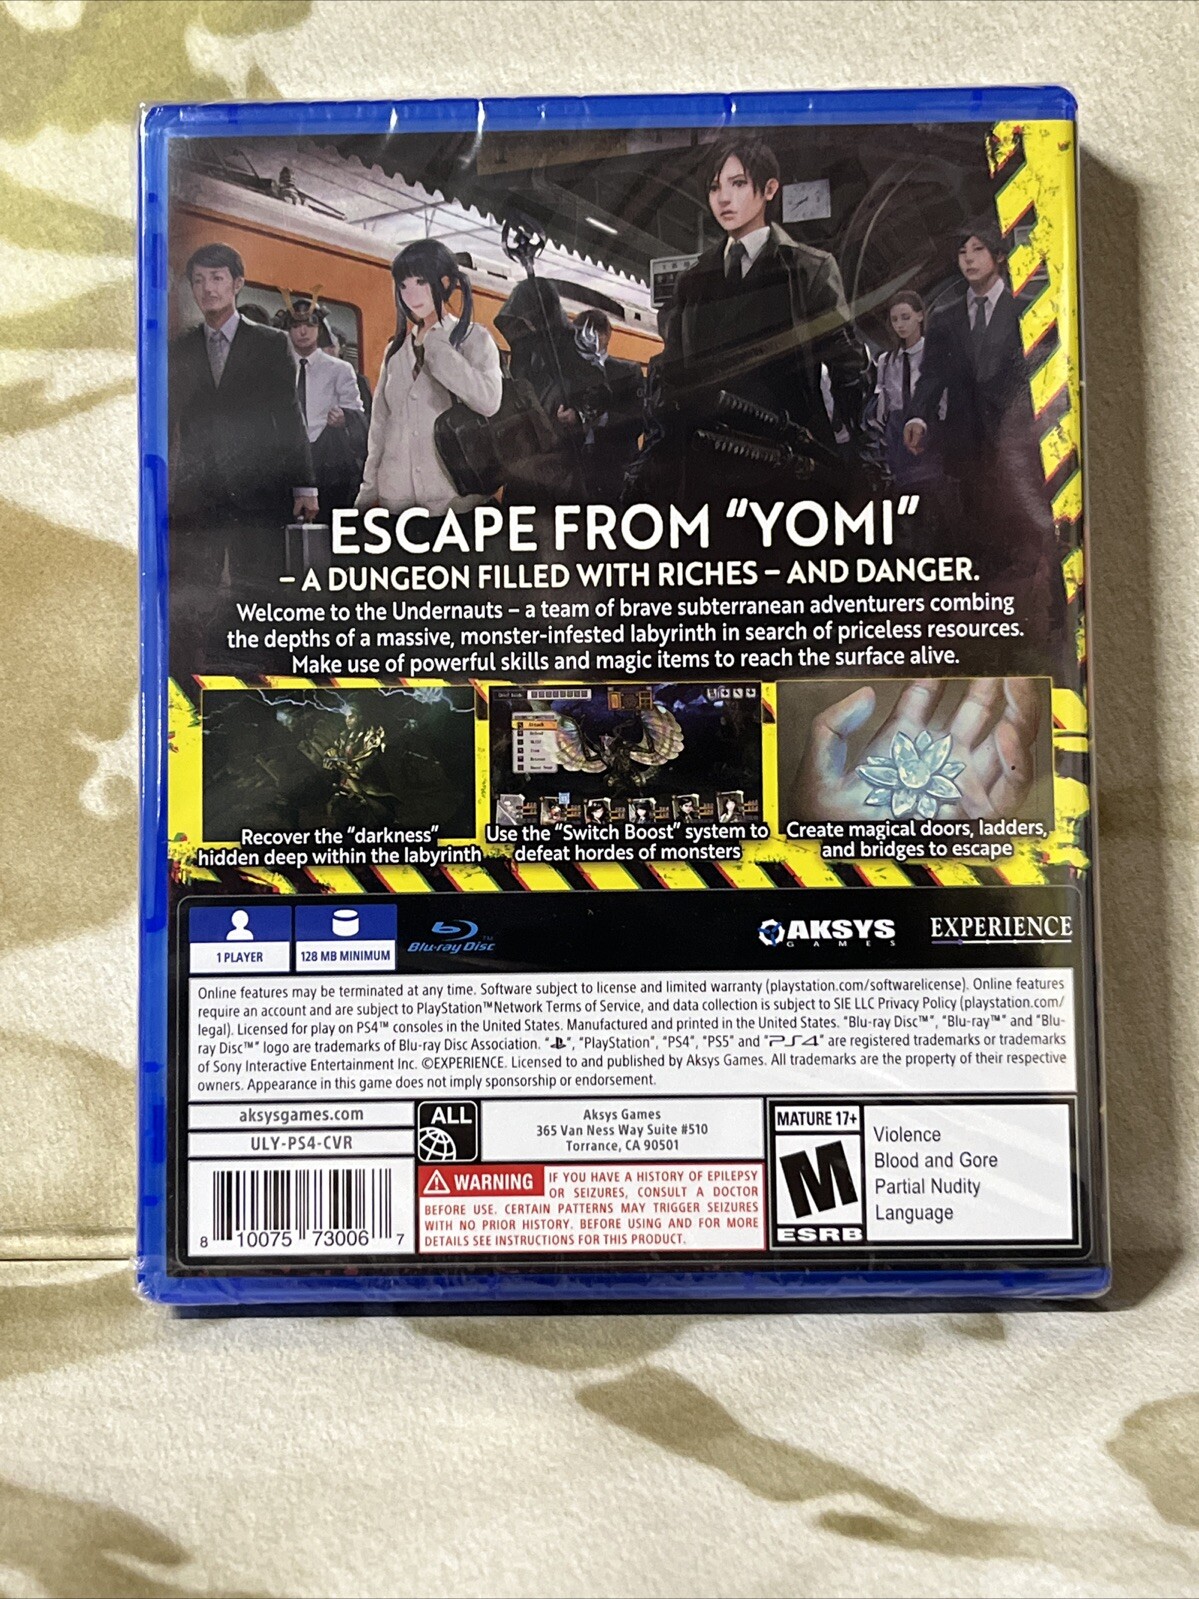 ESCAPE FROM "YOMI"
– A DUNGEON FILLED WITH RICHES – AND DANGER.
Welcome to the Undernauts – a team of brave subterranean adventurers combing
the depths of a massive, monster-infested labyrinth in search of priceless resources.
Make use of powerful skills and magic items to reach the surface alive.
Attack
Recover the "darkness"
hidden deep within the labyrinth
Use the "Switch Boost" system to
defeat hordes of monsters
Create magical doors, ladders,
and bridges to escape
1 PLAYER
128 MB MINIMUM
Blu-ray Disc™
AKSYS
GAMES
EXPERIENCE
Online features may be terminated at any time. Software subject to license and limited warranty (playstation.com/softwarelicense). Online features
require an account and are subject to PlayStation™Network Terms of Service, and data collection is subject to SIE LLC Privacy Policy (playstation.com/
legal). Licensed for play on PS4™ consoles in the United States. Manufactured and printed in the United States. "Blu-ray Disc™", "Blu-ray™" and "Blu-
ray Disc™" logo are trademarks of Blu-ray Disc Association. "PS", "PlayStation", "PS4", "PS5" and "PS4" are registered trademarks or trademarks
of Sony Interactive Entertainment Inc. ©EXPERIENCE. Licensed to and published by Aksys Games. All trademarks are the property of their respective
owners. Appearance in this game does not imply sponsorship or endorsement.
aksysgames.com
ULY-PS4-CVR
ALL
Aksys Games
365 Van Ness Way Suite #510
Torrance, CA 90501
WARNING IF YOU HAVE A HISTORY OF EPILEPSY
OR SEIZURES, CONSULT A DOCTOR
BEFORE USE. CERTAIN PATTERNS MAY TRIGGER SEIZURES
WITH NO PRIOR HISTORY. BEFORE USING AND FOR MORE
DETAILS SEE INSTRUCTIONS FOR THIS PRODUCT.
8 10075 73006 7
MATURE 17+
M
ESRB
Violence
Blood and Gore
Partial Nudity
Language